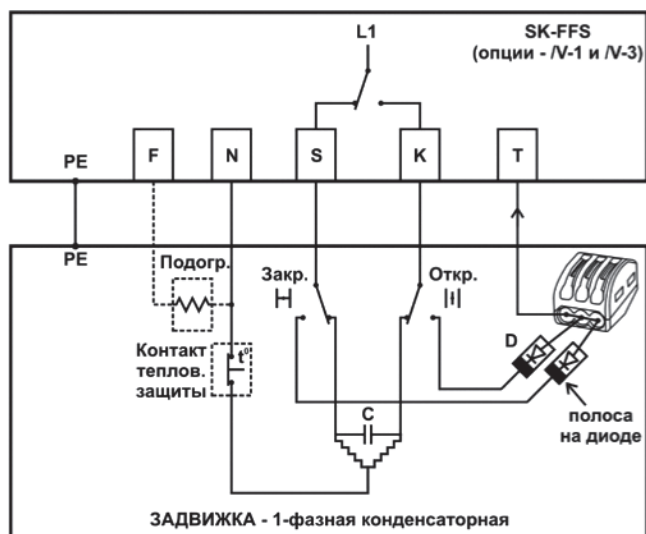 L1
SK-FFS
(опции - /V-1 и /V-3)
PE
F
N
S
K
T
PE
Подогр.
Закр.
Откр.
D
Контакт
теплов.
защиты
t°
C
полоса
на диоде
ЗАДВИЖКА - 1-фазная конденсаторная